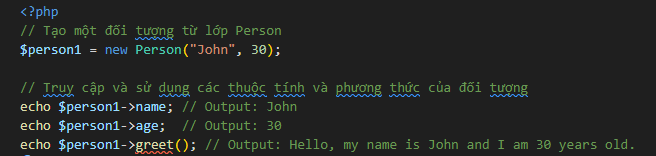 <?php
// Tạo một đối tượng từ lớp Person
$person1 = new Person("John", 30);
// Truy cập và sử dụng các thuộc tính và phương thức của đối tượng
echo $person1->name; // Output: John
echo $person1->age;  // Output: 30
echo $person1->greet(); // Output: Hello, my name is John and I am 30 years old.